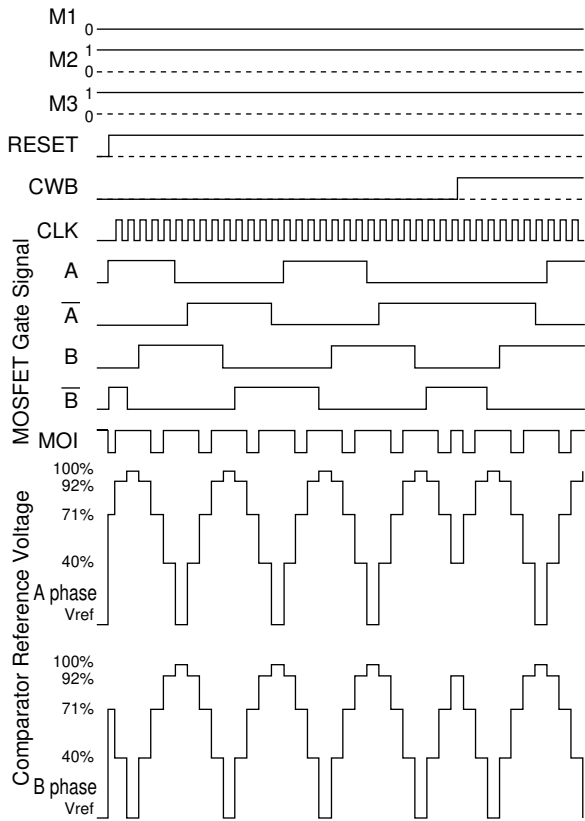 M1 0
M2 1 0
M3 1 0
RESET
CWB
CLK
MOSFET Gate Signal
A
A
B
B
MOI
Comparator Reference Voltage
100%
92%
71%
40%
A phase
Vref
100%
92%
71%
40%
B phase
Vref